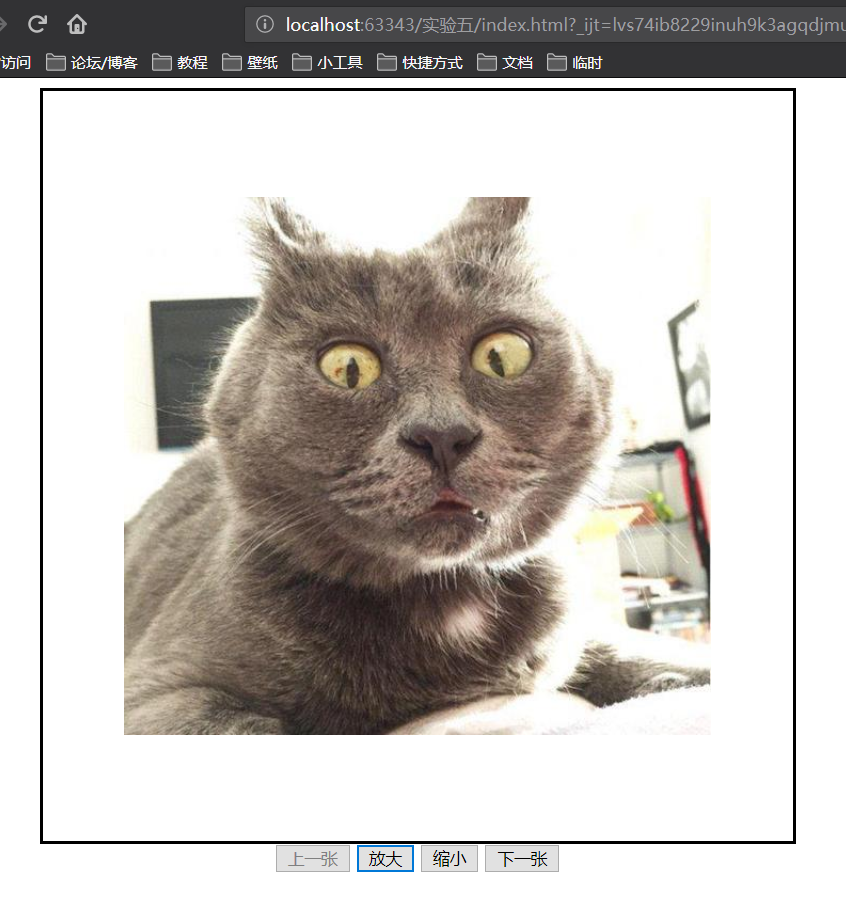 localhost:63343/实验五/index.html?_ijt=lvs74ib8229inuh9k3agqdjmu
访问 论坛/博客 教程 壁纸 小工具 快捷方式 文档 临时
上一张 放大 缩小 下一张